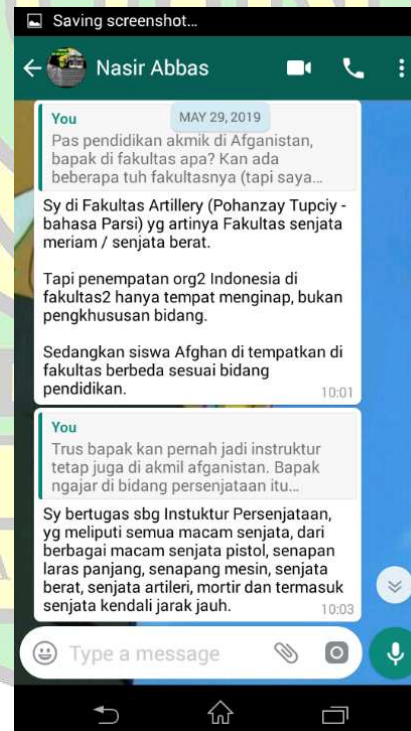 Saving screenshot...
Nasir Abbas
MAY 29, 2019
You
Pas pendidikan akmik di Afganistan,
bapak di fakultas apa? Kan ada
beberapa tuh fakultasnya (tapi saya...
Sy di Fakultas Artillery (Pohanzay Tupciy -
bahasa Parsi) yg artinya Fakultas senjata
meriam / senjata berat.
Tapi penempatan org2 Indonesia di
fakultas2 hanya tempat menginap, bukan
pengkhususan bidang.
Sedangkan siswa Afghan di tempatkan di
fakultas berbeda sesuai bidang
pendidikan.
10:01
You
Trus bapak kan pernah jadi instruktur
tetap juga di akmil afganistan. Bapak
ngajar di bidang persenjataan itu...
Sy bertugas sbg Instuktur Persenjataan,
yg meliputi semua macam senjata, dari
berbagai macam senjata pistol, senapan
laras panjang, senapang mesin, senjata
berat, senjata artileri, mortir dan termasuk
senjata kendali jarak jauh.
10:03
Type a message